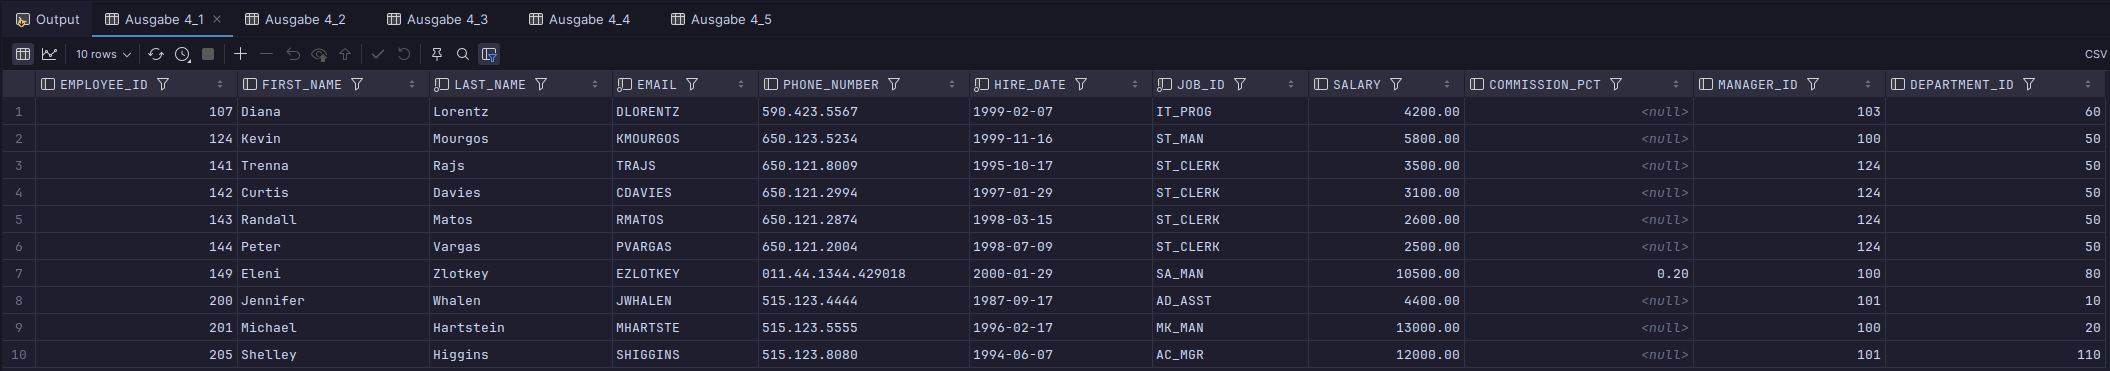 Output Ausgabe 4_1 Ausgabe 4_2 Ausgabe 4_3 Ausgabe 4_4 Ausgabe 4_5
10 rows CSV
EMPLOYEE_ID FIRST_NAME LAST_NAME EMAIL PHONE_NUMBER HIRE_DATE JOB_ID SALARY COMMISSION_PCT MANAGER_ID DEPARTMENT_ID
1 107 Diana Lorentz DLORENTZ 590.423.5567 1999-02-07 IT_PROG 4200.00 <null> 103 60
2 124 Kevin Mourgos KMOURGOS 650.123.5234 1999-11-16 ST_MAN 5800.00 <null> 100 50
3 141 Trenna Rajs TRAJS 650.121.8009 1995-10-17 ST_CLERK 3500.00 <null> 124 50
4 142 Curtis Davies CDAVIES 650.121.2994 1997-01-29 ST_CLERK 3100.00 <null> 124 50
5 143 Randall Matos RMATOS 650.121.2874 1998-03-15 ST_CLERK 2600.00 <null> 124 50
6 144 Peter Vargas PVARGAS 650.121.2004 1998-07-09 ST_CLERK 2500.00 <null> 124 50
7 149 Eleni Zlotkey EZLOTKEY 011.44.1344.429018 2000-01-29 SA_MAN 10500.00 0.20 100 80
8 200 Jennifer Whalen JWHALEN 515.123.4444 1987-09-17 AD_ASST 4400.00 <null> 101 10
9 201 Michael Hartstein MHARTSTE 515.123.5555 1996-02-17 MK_MAN 13000.00 <null> 100 20
10 205 Shelley Higgins SHIGGINS 515.123.8080 1994-06-07 AC_MGR 12000.00 <null> 101 110